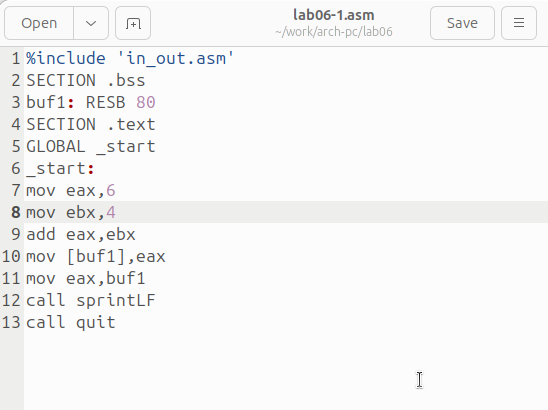 Open
lab06-1.asm
~/work/arch-pc/lab06
Save
1 %include 'in_out.asm'
2 SECTION .bss
3 buf1: RESB 80
4 SECTION .text
5 GLOBAL _start
6 _start:
7 mov eax,6
8 mov ebx,4
9 add eax,ebx
10 mov [buf1],eax
11 mov eax,buf1
12 call sprintLF
13 call quit